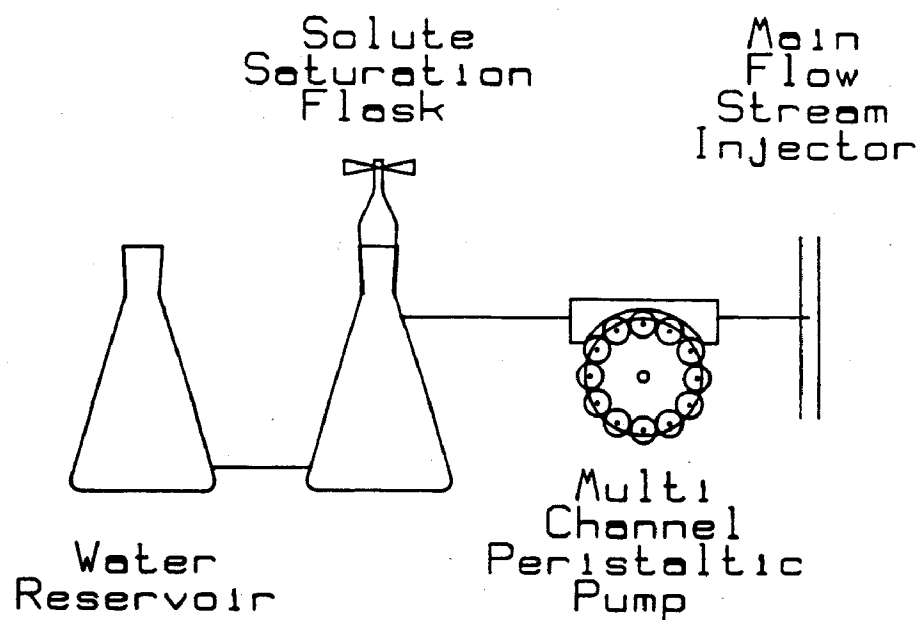 Solute
Saturation
Flask
Main
Flow
Stream
Injector
Water
Reservoir
Multi
Channel
Peristaltic
Pump